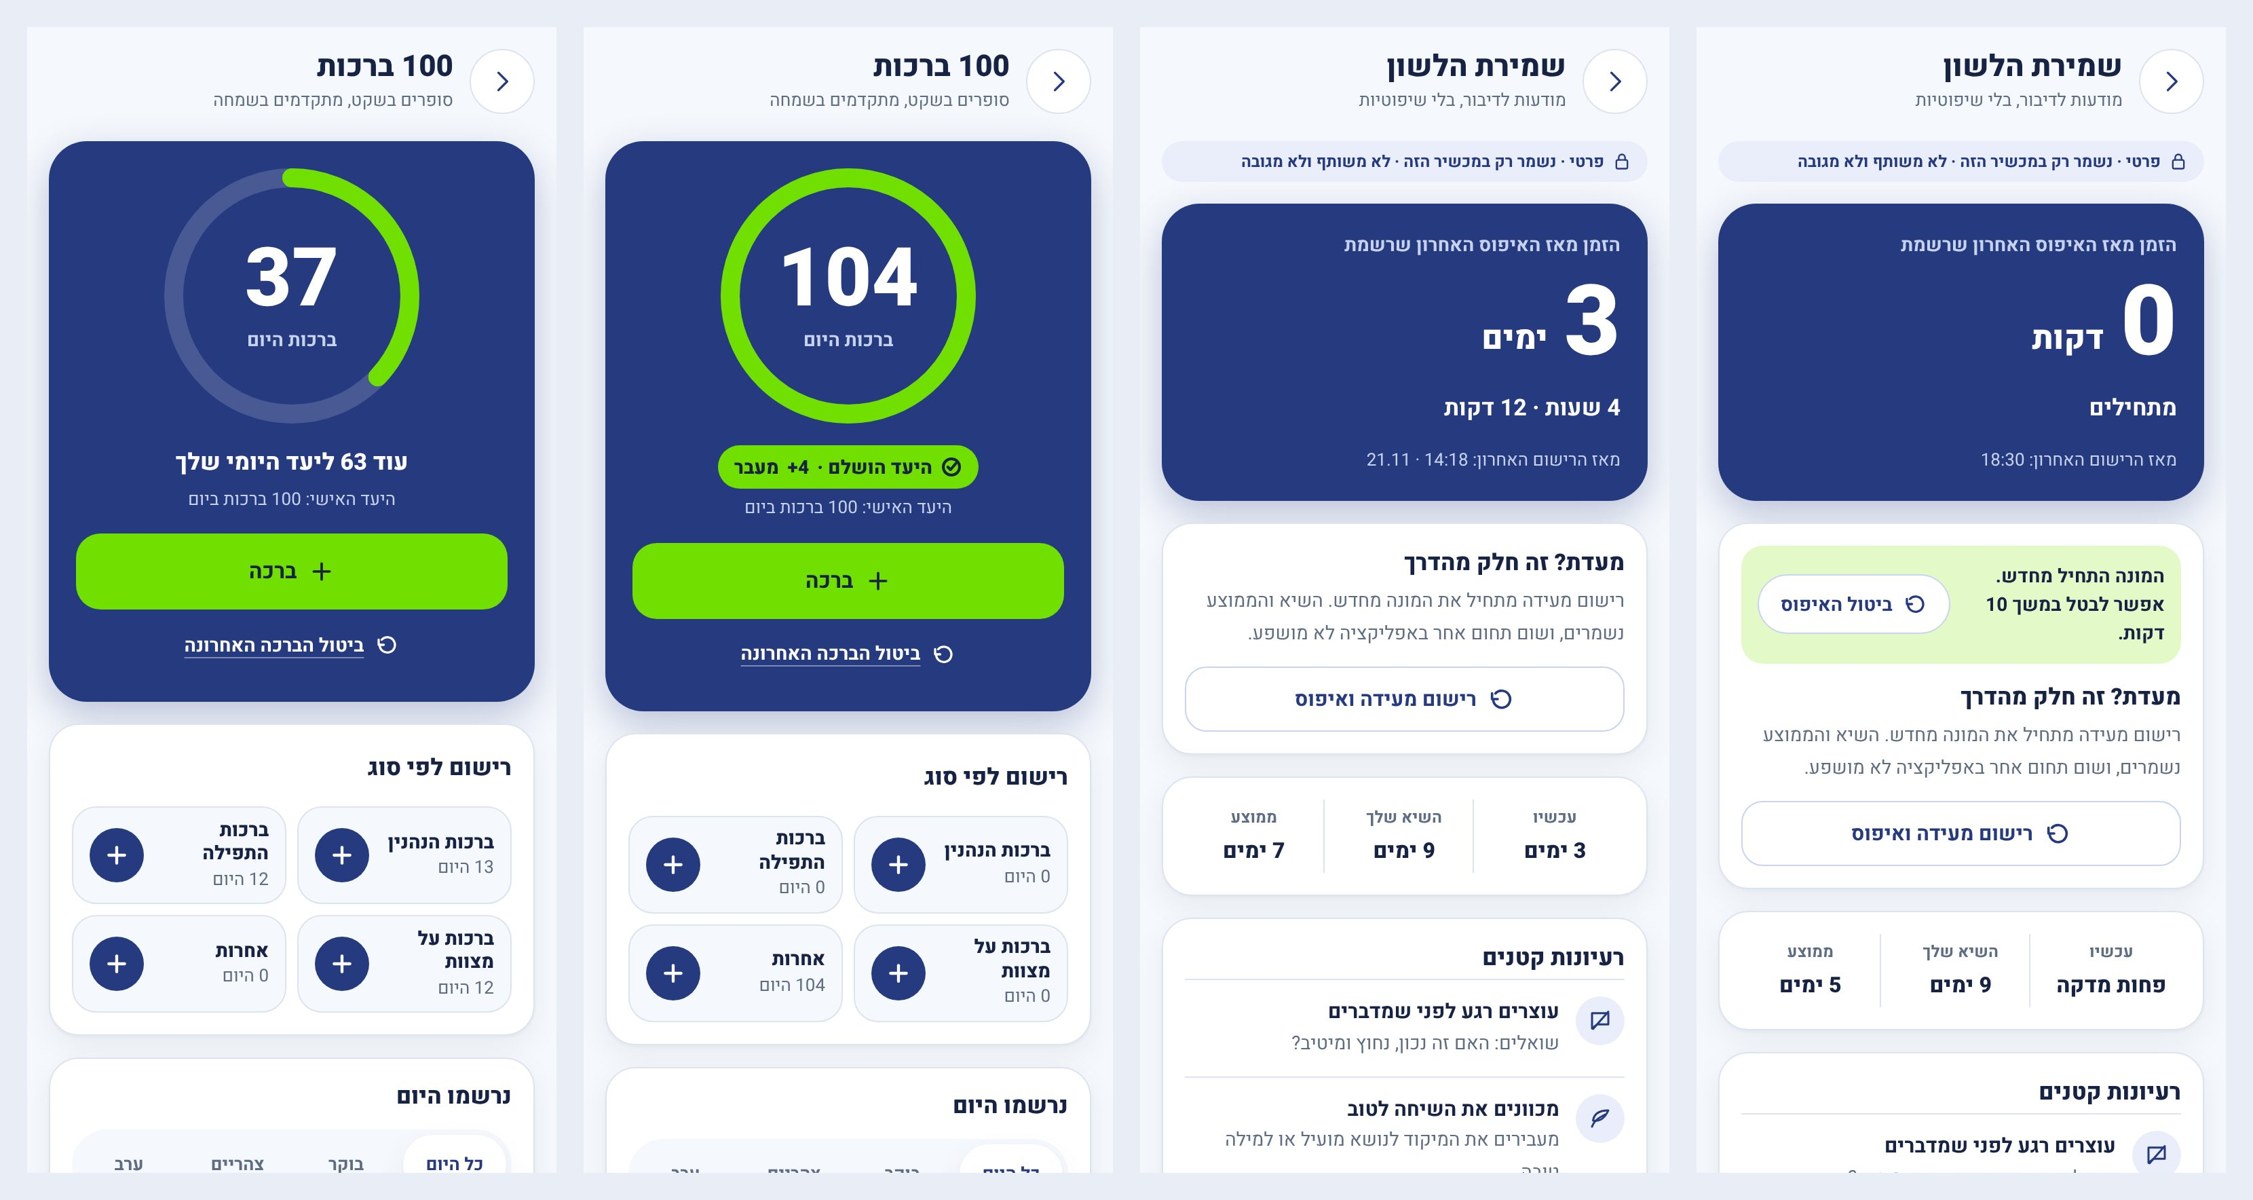 100 ברכות
סופרים בשקט, מתקדמים בשמחה
37
ברכות היום
עוד 63 ליעד היומי שלך
היעד האישי: 100 ברכות ביום
ברכה
ביטול הברכה האחרונה
רישום לפי סוג
ברכות הנהנין
13 היום
ברכות
התפילה
12 היום
ברכות על
מצוות
12 היום
אחרות
0 היום
נרשמו היום
כל היום
בוקר
צהריים
ערב
100 ברכות
סופרים בשקט, מתקדמים בשמחה
104
ברכות היום
היעד הושלם · +4 מעבר
היעד האישי: 100 ברכות ביום
ברכה
ביטול הברכה האחרונה
רישום לפי סוג
ברכות הנהנין
0 היום
ברכות
התפילה
0 היום
ברכות על
מצוות
0 היום
אחרות
104 היום
נרשמו היום
כל היום
בוקר
צהריים
ערב
שמירת הלשון
מודעות לדיבור, בלי שיפוטיות
פרטי · נשמר רק במכשיר הזה · לא משותף ולא מגובה
הזמן מאז האיפוס האחרון שרשמת
3 ימים
4 שעות · 12 דקות
מאז הרישום האחרון: 14:18 · 21.11
מעדת? זה חלק מהדרך
רישום מעידה מתחיל את המונה מחדש. השיא והממוצע
נשמרים, ושום תחום אחר באפליקציה לא מושפע.
רישום מעידה ואיפוס
עכשיו
3 ימים
השיא שלך
9 ימים
ממוצע
7 ימים
רעיונות קטנים
עוצרים רגע לפני שמדברים
שואלים: האם זה נכון, נחוץ ומיטיב?
מכוונים את השיחה לטוב
מעבירים את המיקוד לנושא מועיל או למילה
טובה
שמירת הלשון
מודעות לדיבור, בלי שיפוטיות
פרטי · נשמר רק במכשיר הזה · לא משותף ולא מגובה
הזמן מאז האיפוס האחרון שרשמת
0 דקות
מתחילים
מאז הרישום האחרון: 18:30
המונה התחיל מחדש.
אפשר לבטל במשך 10
דקות.
ביטול האיפוס
מעדת? זה חלק מהדרך
רישום מעידה מתחיל את המונה מחדש. השיא והממוצע
נשמרים, ושום תחום אחר באפליקציה לא מושפע.
רישום מעידה ואיפוס
עכשיו
פחות מדקה
השיא שלך
9 ימים
ממוצע
5 ימים
רעיונות קטנים
עוצרים רגע לפני שמדברים